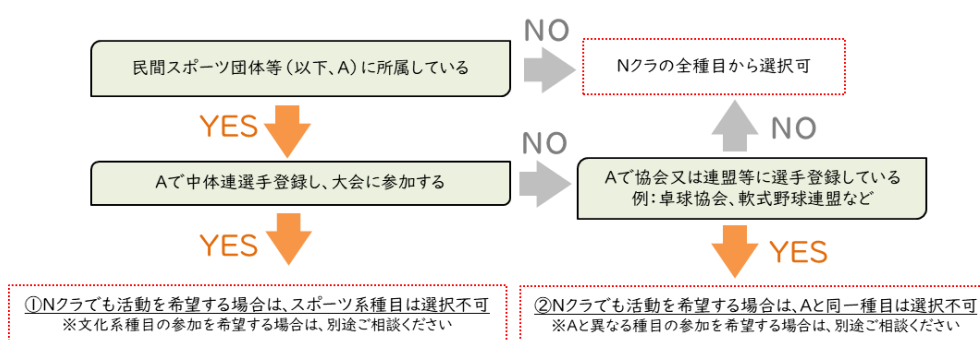 NO
民間スポーツ団体等（以下、A）に所属している
Nクラの全種目から選択可
YES
NO
NO
Aで中体連選手登録し、大会に参加する
Aで協会又は連盟等に選手登録している
例：卓球協会、軟式野球連盟など
YES
YES
①Nクラでも活動を希望する場合は、スポーツ系種目は選択不可
※文化系種目の参加を希望する場合は、別途ご相談ください
②Nクラでも活動を希望する場合は、Aと同一種目は選択不可
※Aと異なる種目の参加を希望する場合は、別途ご相談ください